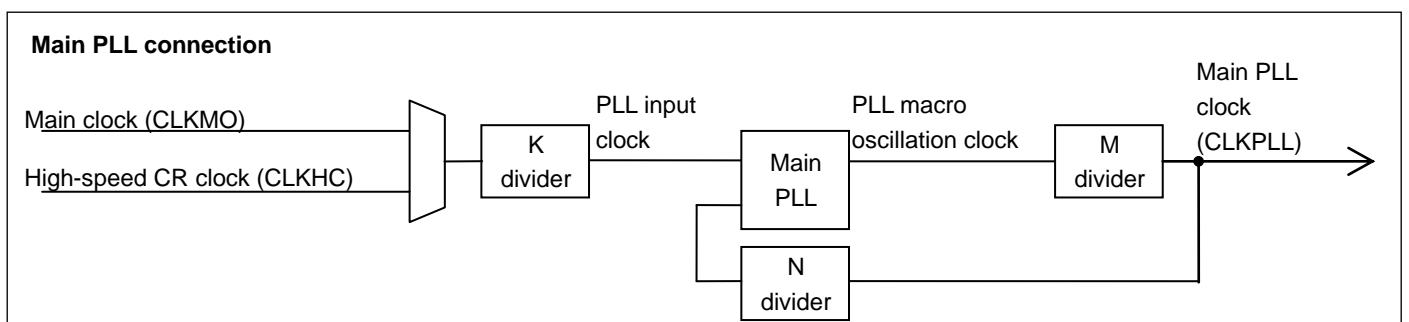 Main PLL connection
Main clock (CLKMO)
High-speed CR clock (CLKHC)
K
divider
PLL input
clock
Main
PLL
PLL macro
oscillation clock
M
divider
Main PLL
clock
(CLKPLL)
N
divider